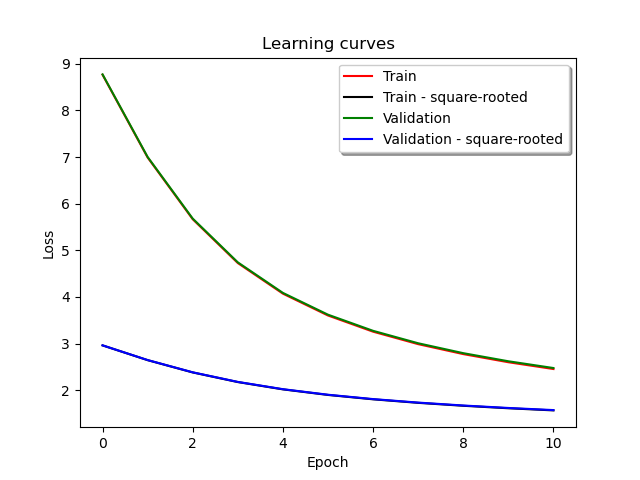 Learning curves
Train
Train - square-rooted
Validation
Validation - square-rooted
9
8
7
6
5
4
3
2
Loss
0 2 4 6 8 10
Epoch